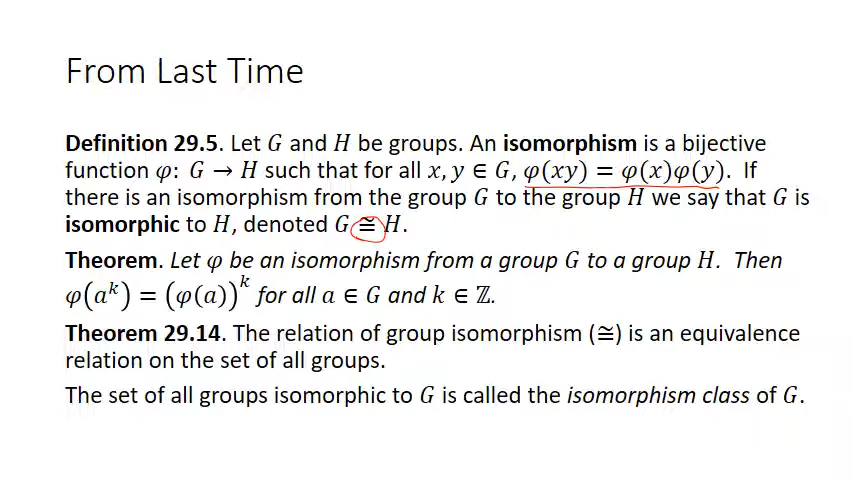 From Last Time
Definition 29.5. Let 𝐺 and 𝐻 be groups. An isomorphism is a bijective
function 𝜑: 𝐺 → 𝐻 such that for all 𝑥, 𝑦 ∈ 𝐺, 𝜑(𝑥𝑦) = 𝜑(𝑥)𝜑(𝑦). If
there is an isomorphism from the group 𝐺 to the group 𝐻 we say that 𝐺 is
isomorphic to 𝐻, denoted 𝐺 ≅ 𝐻.
Theorem. Let 𝜑 be an isomorphism from a group 𝐺 to a group 𝐻. Then
𝜑(𝑎^𝑘) = (𝜑(𝑎))^𝑘 for all 𝑎 ∈ 𝐺 and 𝑘 ∈ ℤ.
Theorem 29.14. The relation of group isomorphism (≅) is an equivalence
relation on the set of all groups.
The set of all groups isomorphic to 𝐺 is called the isomorphism class of 𝐺.